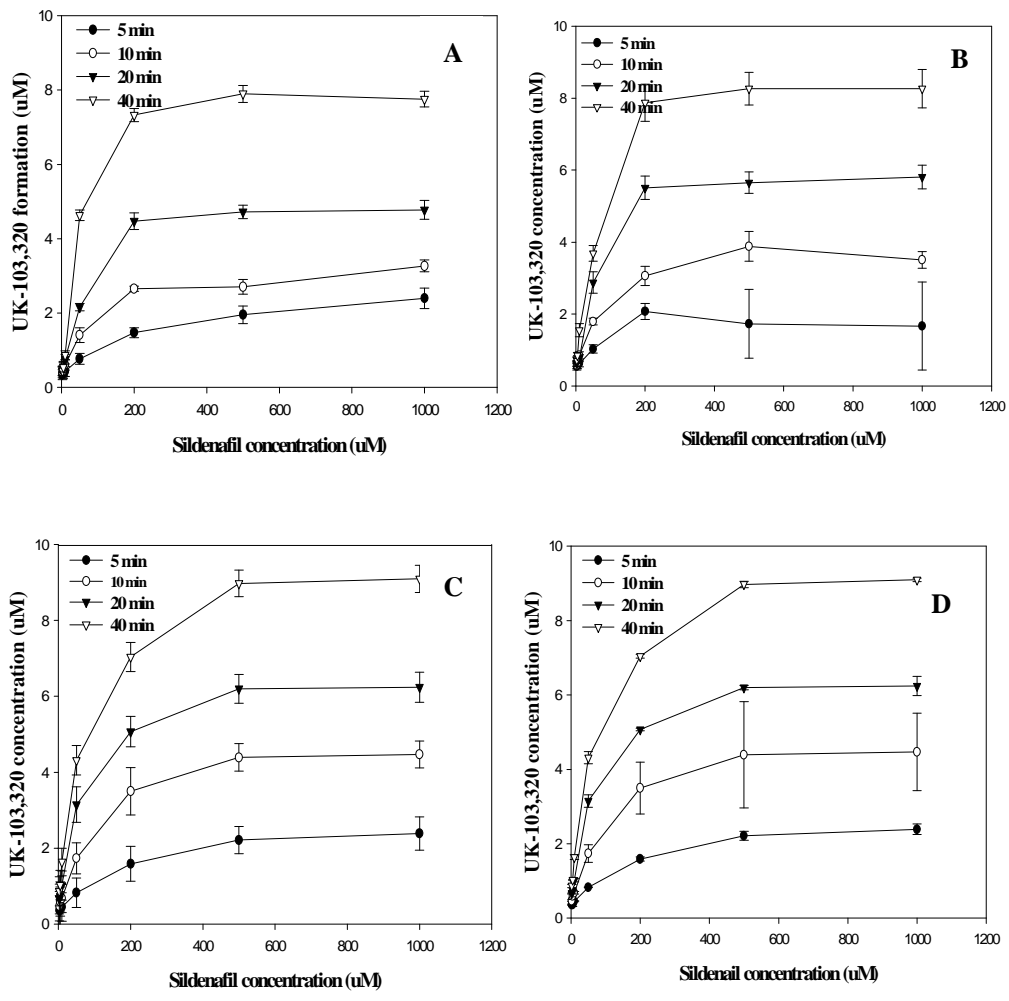 10
8
6
4
2
0
0
200
400
600
800
1000
1200
UK-103,320 formation (uM)
Sildenafil concentration (uM)
5 min
10 min
20 min
40 min
A
10
8
6
4
2
0
0
200
400
600
800
1000
1200
UK-103,320 concentration (uM)
Sildenafil concentration (uM)
5 min
10 min
20 min
40 min
B
10
8
6
4
2
0
0
200
400
600
800
1000
1200
UK-103,320 concentration (uM)
Sildenafil concentration (uM)
5 min
10 min
20 min
40 min
C
10
8
6
4
2
0
0
200
400
600
800
1000
1200
UK-103,320 concentration (uM)
Sildenail concentration (uM)
5 min
10 min
20 min
40 min
D